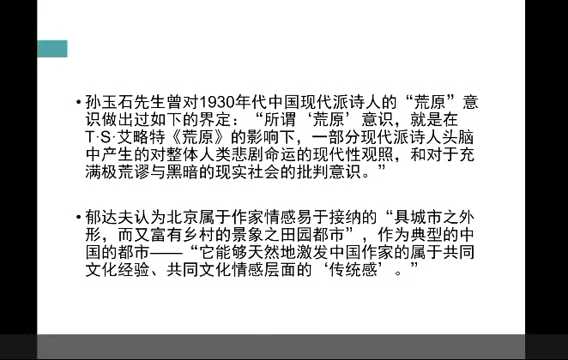 •孙玉石先生曾对1930年代中国现代派诗人的“荒原”意
识做出过如下的界定：“所谓‘荒原’意识，就是在
T·S·艾略特《荒原》的影响下，一部分现代派诗人头脑
中产生的对整体人类悲剧命运的现代性观照，和对于充
满极荒谬与黑暗的现实社会的批判意识。”
•郁达夫认为北京属于作家情感易于接纳的“具城市之外
形，而又富有乡村的景象之田园都市”，作为典型的中
国的都市——“它能够天然地激发中国作家的属于共同
文化经验、共同文化情感层面的‘传统感’。”